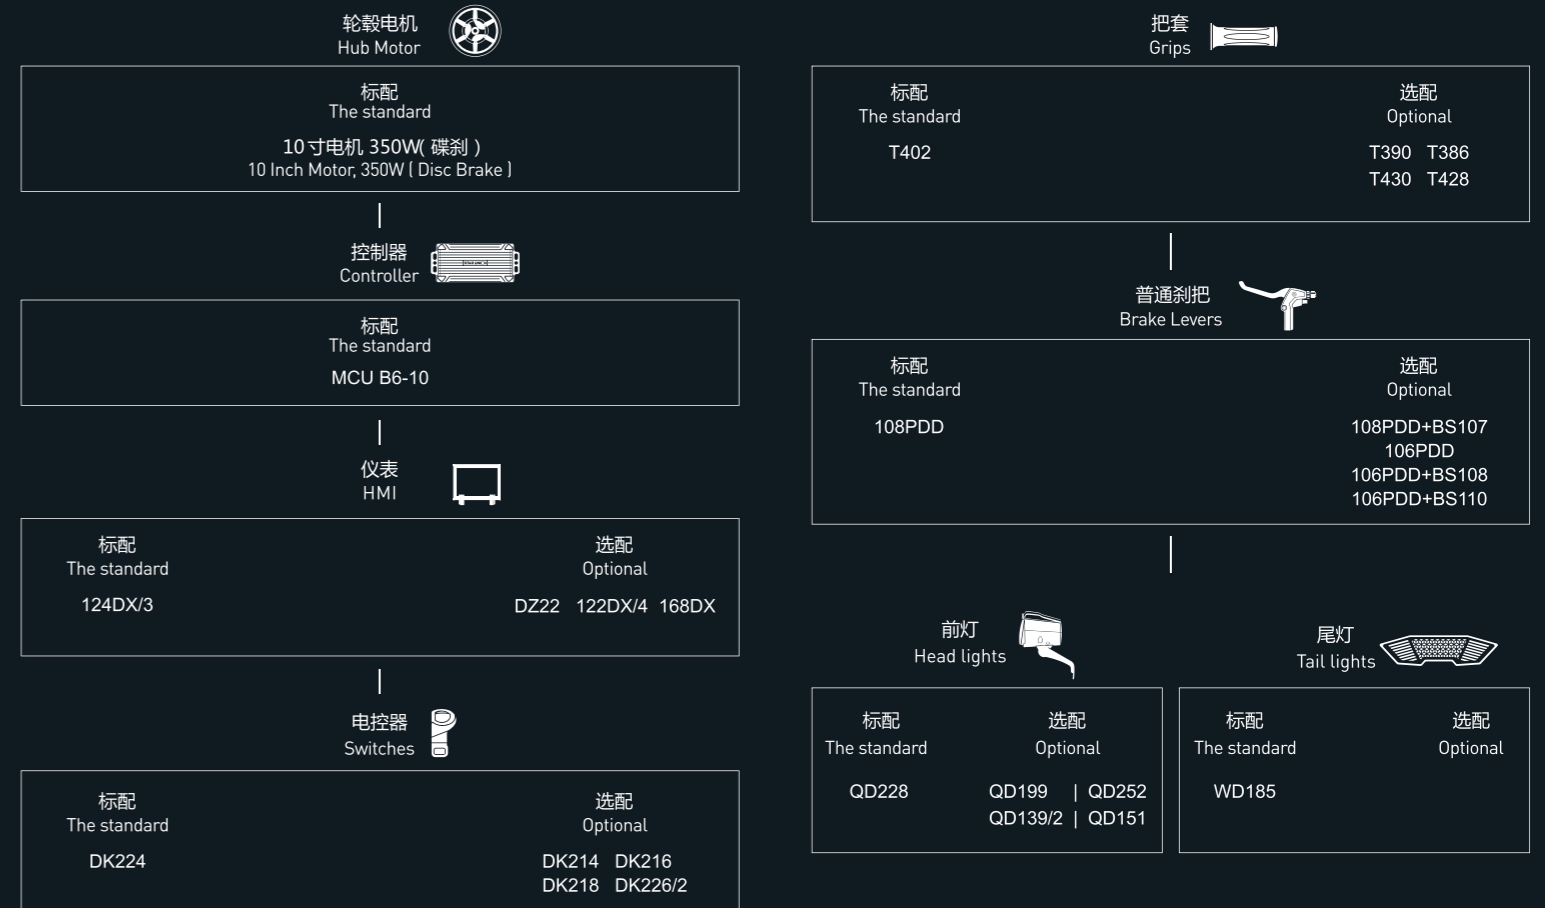 轮毂电机
Hub Motor
标配
The standard
10寸电机 350W( 碟刹 )
10 Inch Motor, 350W ( Disc Brake )
控制器
Controller
标配
The standard
MCU B6-10
仪表
HMI
标配 选配
The standard Optional
124DX/3 DZ22 122DX/4 168DX
电控器
Switches
标配 选配
The standard Optional
DK224 DK214 DK216
DK218 DK226/2
把套
Grips
标配 选配
The standard Optional
T402 T390 T386
T430 T428
普通刹把
Brake Levers
标配 选配
The standard Optional
108PDD 108PDD+BS107
106PDD
106PDD+BS108
106PDD+BS110
前灯
Head lights
标配 选配
The standard Optional
QD228 QD199 | QD252
QD139/2 | QD151
尾灯
Tail lights
标配 选配
The standard Optional
WD185